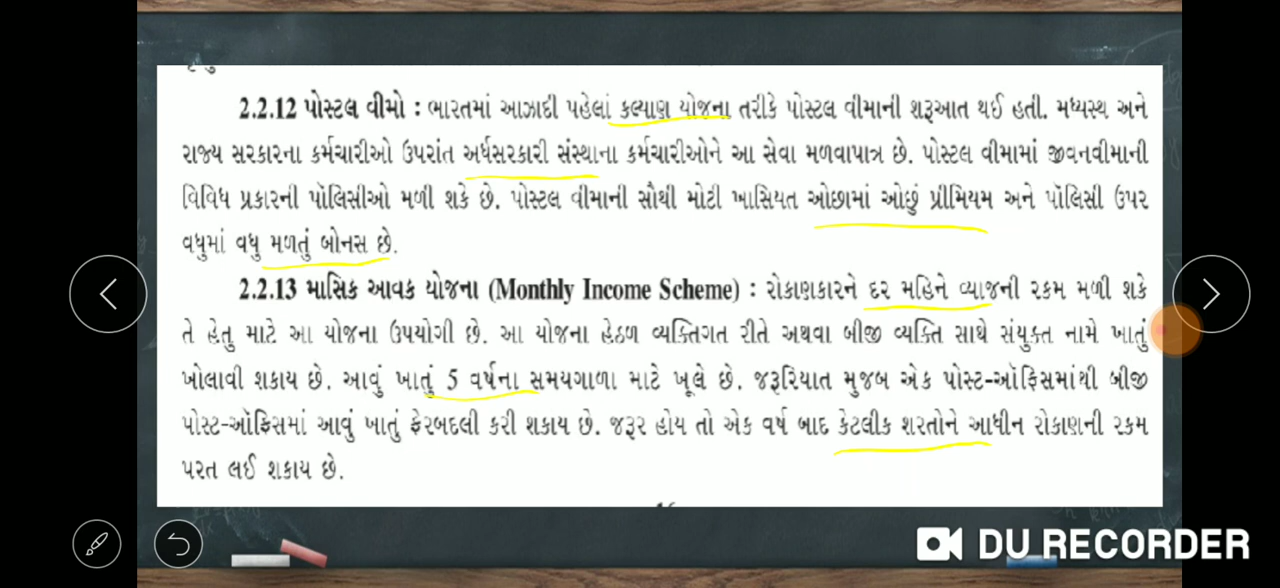 2.2.12 પોસ્ટલ વીમો : ભારતમાં આઝાદી પહેલાં કલ્યાણ યોજના તરીકે પોસ્ટલ વીમાની શરૂઆત થઈ હતી. મધ્યસ્થ અને
રાજ્ય સરકારના કર્મચારીઓ ઉપરાંત અર્ધસરકારી સંસ્થાના કર્મચારીઓને આ સેવા મળવાપાત્ર છે. પોસ્ટલ વીમામાં જીવનવીમાની
વિવિધ પ્રકારની પૉલિસીઓ મળી શકે છે. પોસ્ટલ વીમાની સૌથી મોટી ખાસિયત ઓછામાં ઓછું પ્રીમિયમ અને પૉલિસી ઉપર
વધુમાં વધુ મળતું બોનસ છે.
2.2.13 માસિક આવક યોજના (Monthly Income Scheme) : રોકાણકારને દર મહિને વ્યાજની રકમ મળી શકે
તે હેતુ માટે આ યોજના ઉપયોગી છે. આ યોજના હેઠળ વ્યક્તિગત રીતે અથવા બીજી વ્યક્તિ સાથે સંયુક્ત નામે ખાતું
ખોલાવી શકાય છે. આવું ખાતું 5 વર્ષના સમયગાળા માટે ખૂલે છે. જરૂરિયાત મુજબ એક પોસ્ટ-ઑફિસમાંથી બીજી
પોસ્ટ-ઑફિસમાં આવું ખાતું ફેરબદલી કરી શકાય છે. જરૂર હોય તો એક વર્ષ બાદ કેટલીક શરતોને આધીન રોકાણની રકમ
પરત લઈ શકાય છે.
DU RECORDER